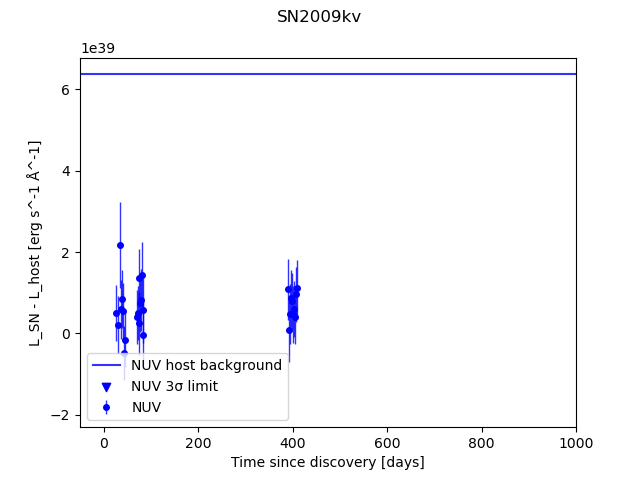 SN2009kv
1e39
L_SN - L_host [erg s^-1 Å^-1]
6
4
2
0
−2
NUV host background
NUV 3σ limit
NUV
0 200 400 600 800 1000
Time since discovery [days]